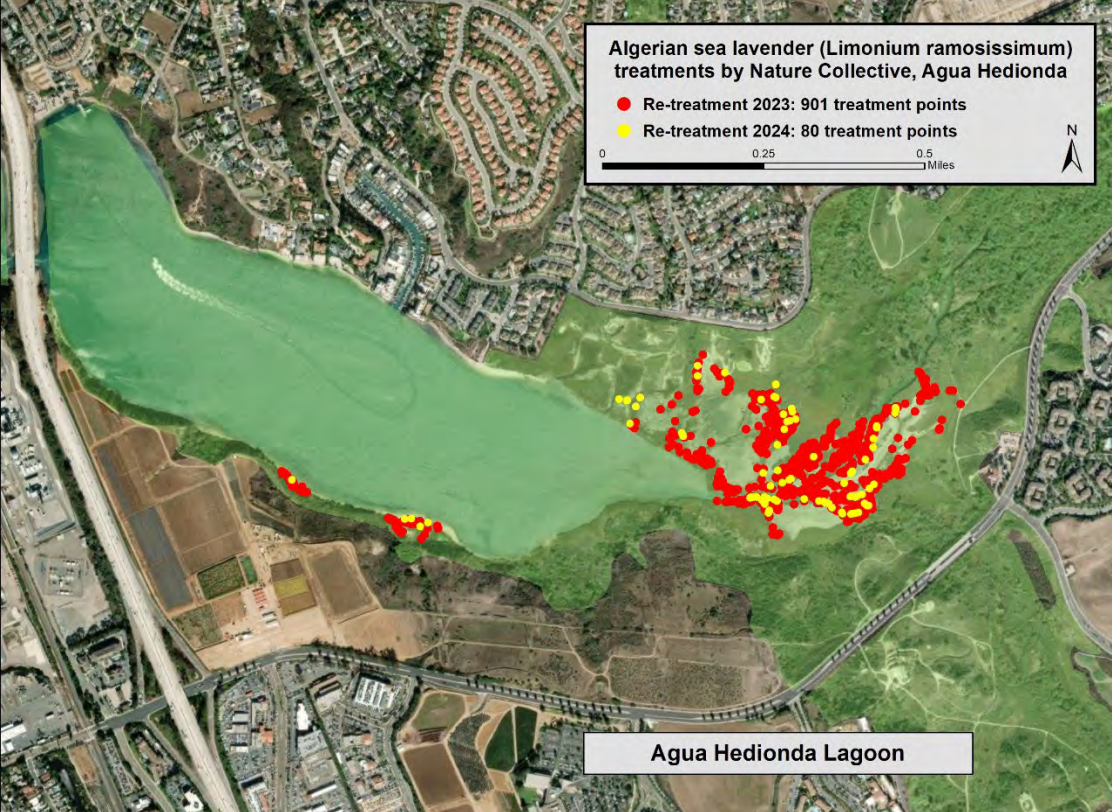 Algerian sea lavender (Limonium ramosissimum)
treatments by Nature Collective, Agua Hedionda
Re-treatment 2023: 901 treatment points
Re-treatment 2024: 80 treatment points
N
0 0.25 0.5
Miles
Agua Hedionda Lagoon